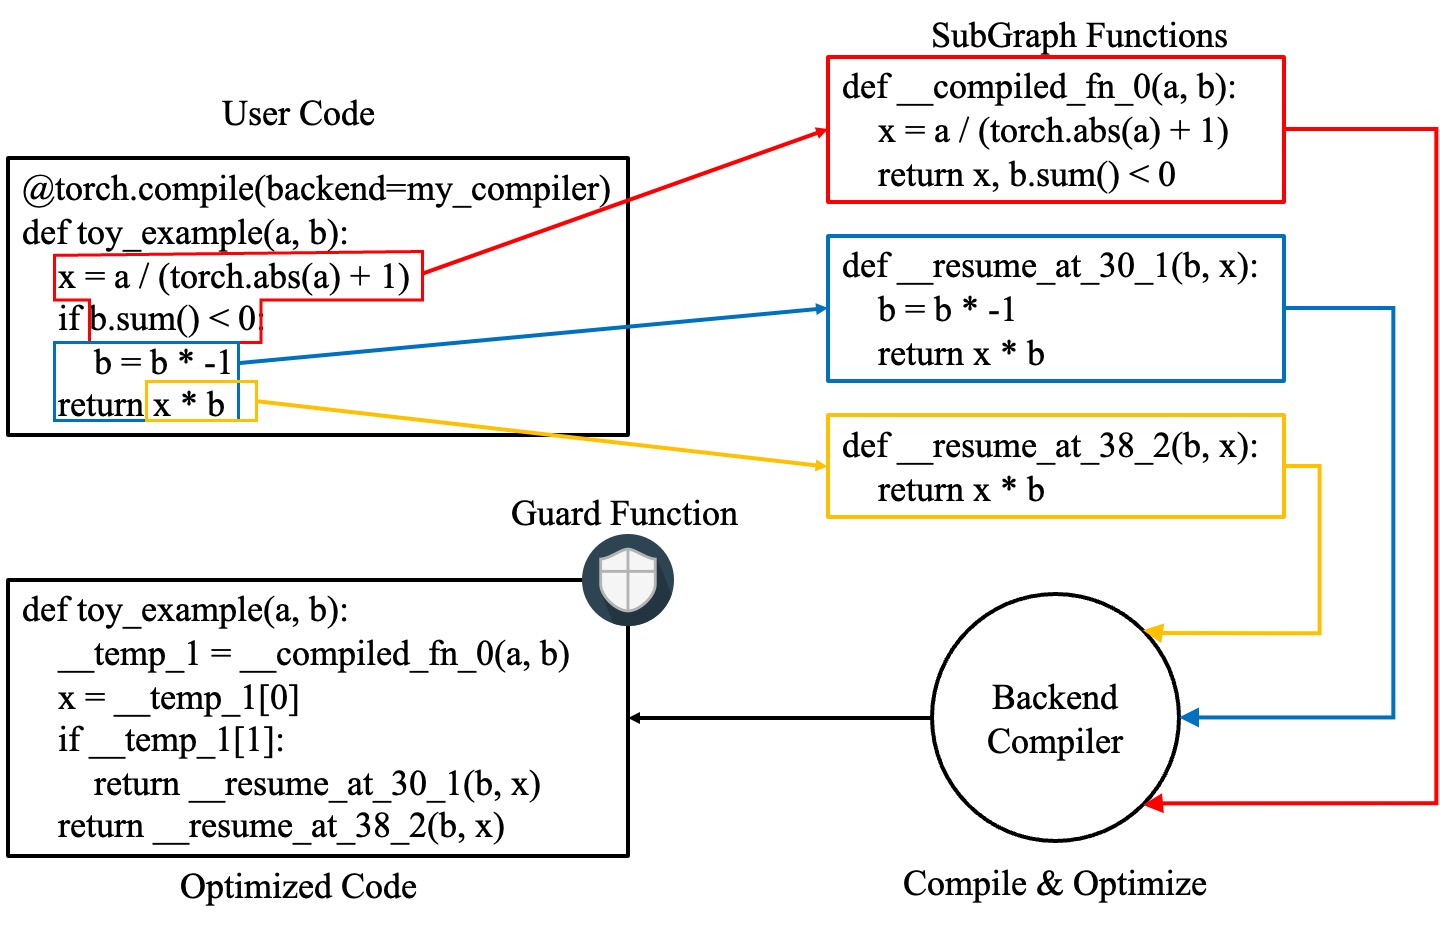 User Code
@torch.compile(backend=my_compiler)
def toy_example(a, b):
x = a / (torch.abs(a) + 1)
if b.sum() < 0:
b = b * -1
return x * b
SubGraph Functions
def __compiled_fn_0(a, b):
x = a / (torch.abs(a) + 1)
return x, b.sum() < 0
def __resume_at_30_1(b, x):
b = b * -1
return x * b
def __resume_at_38_2(b, x):
return x * b
Guard Function
def toy_example(a, b):
__temp_1 = __compiled_fn_0(a, b)
x = __temp_1[0]
if __temp_1[1]:
return __resume_at_30_1(b, x)
return __resume_at_38_2(b, x)
Optimized Code
Backend
Compiler
Compile & Optimize